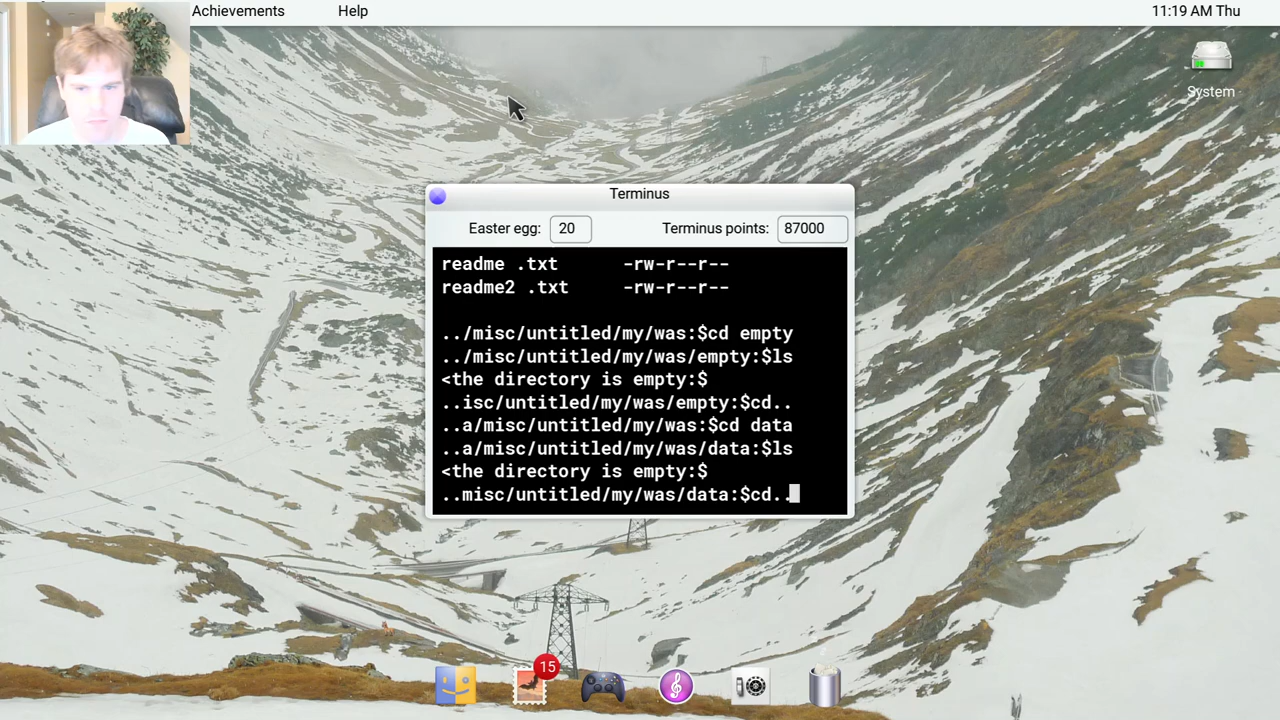 Achievements Help 11:19 AM Thu
System
Terminus
Easter egg: 20 Terminus points: 87000
readme .txt -rw-r--r--
readme2 .txt -rw-r--r--
../misc/untitled/my/was:$cd empty
../misc/untitled/my/was/empty:$ls
<the directory is empty:$
..isc/untitled/my/was/empty:$cd..
..a/misc/untitled/my/was:$cd data
..a/misc/untitled/my/was/data:$ls
<the directory is empty:$
..misc/untitled/my/was/data:$cd..
15